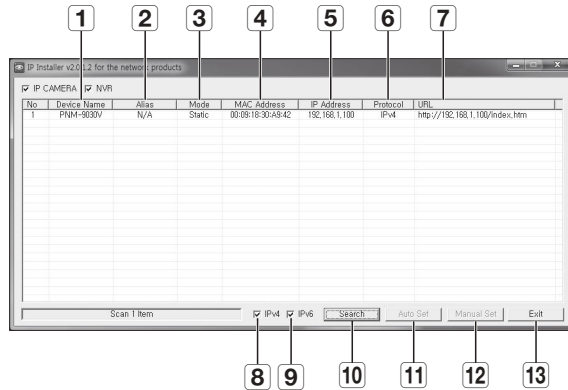 1 2 3 4 5 6 7
IP Installer v2.0.1.2 for the network products
IP CAMERA NVR
No Device Name Alias Mode MAC Address IP Address Protocol URL
1 PNM-9030V N/A Static 00:09:18:30:A9:42 192,168,1,100 IPv4 http://192,168,1,100/index,htm
Scan 1 Item IPv4 IPv6 Search Auto Set Manual Set Exit
8 9 10 11 12 13